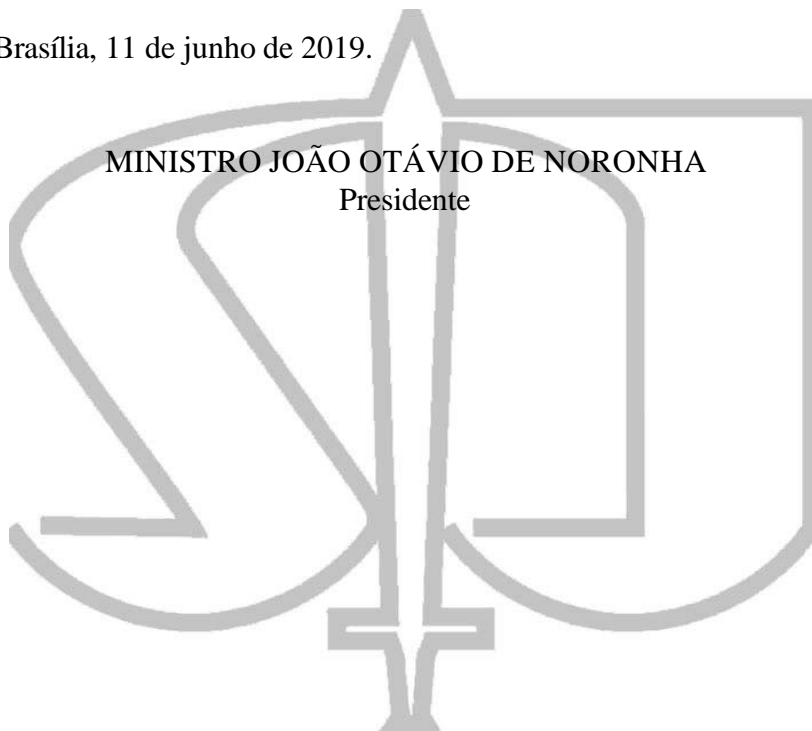 Brasília, 11 de junho de 2019.
MINISTRO JOÃO OTÁVIO DE NORONHA
Presidente